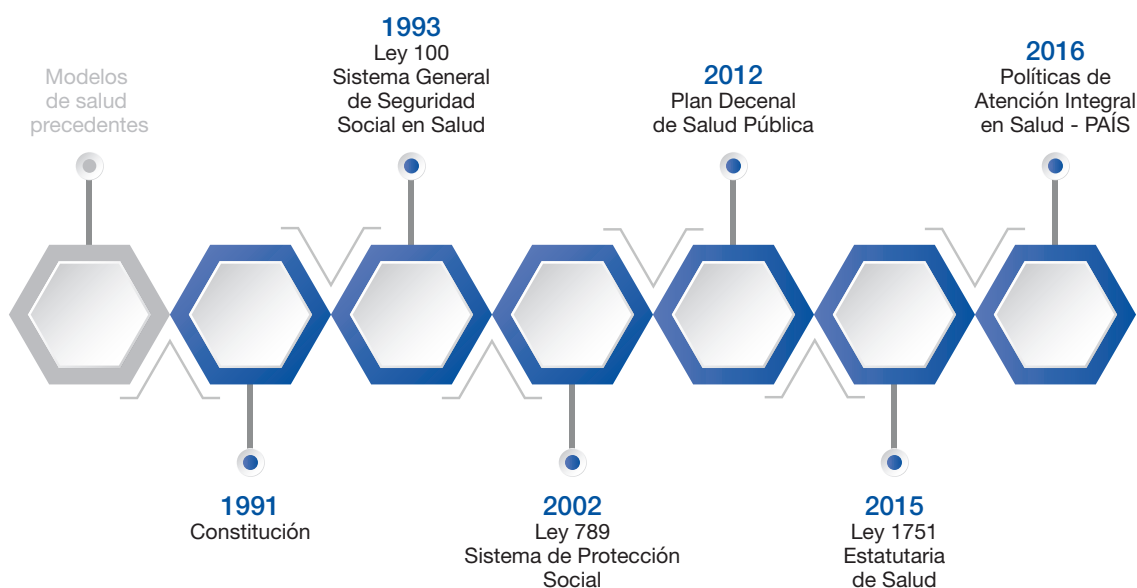 Modelos
de salud
precedentes
1991
Constitución
1993
Ley 100
Sistema General
de Seguridad
Social en Salud
2002
Ley 789
Sistema de Protección
Social
2012
Plan Decenal
de Salud Pública
2015
Ley 1751
Estatutaria
de Salud
2016
Políticas de
Atención Integral
en Salud - PAÍS